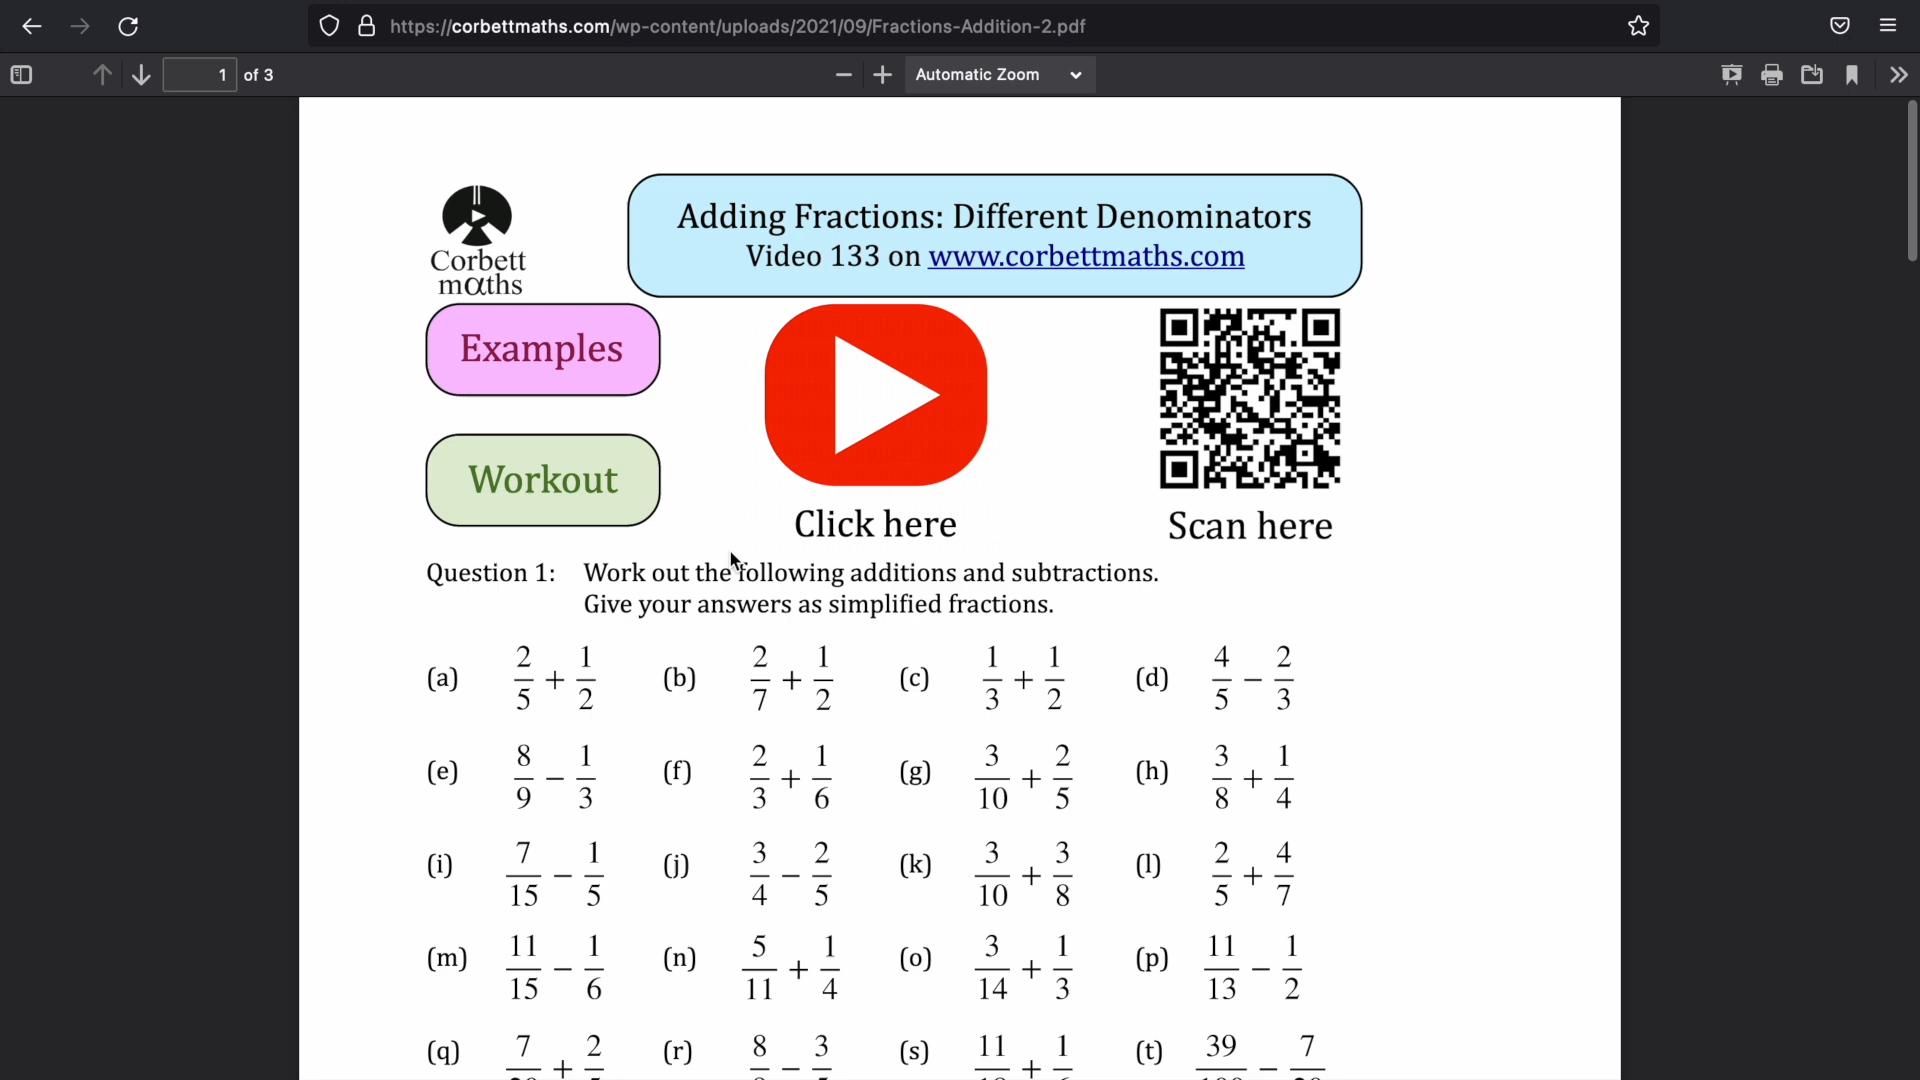 https://corbettmaths.com/wp-content/uploads/2021/09/Fractions-Addition-2.pdf
1 of 3
Automatic Zoom
Corbett
mαths
Adding Fractions: Different Denominators
Video 133 on www.corbettmaths.com
Examples
Workout
Click here
Scan here
Question 1: Work out the following additions and subtractions.
Give your answers as simplified fractions.
(a) 2/5 + 1/2 (b) 2/7 + 1/2 (c) 1/3 + 1/2 (d) 4/5 − 2/3
(e) 8/9 − 1/3 (f) 2/3 + 1/6 (g) 3/10 + 2/5 (h) 3/8 + 1/4
(i) 7/15 − 1/5 (j) 3/4 − 2/5 (k) 3/10 + 3/8 (l) 2/5 + 4/7
(m) 11/15 − 1/6 (n) 5/11 + 1/4 (o) 3/14 + 1/3 (p) 11/13 − 1/2
(q) 7 + 2 (r) 8 − 3 (s) 11 + 1 (t) 39 − 7